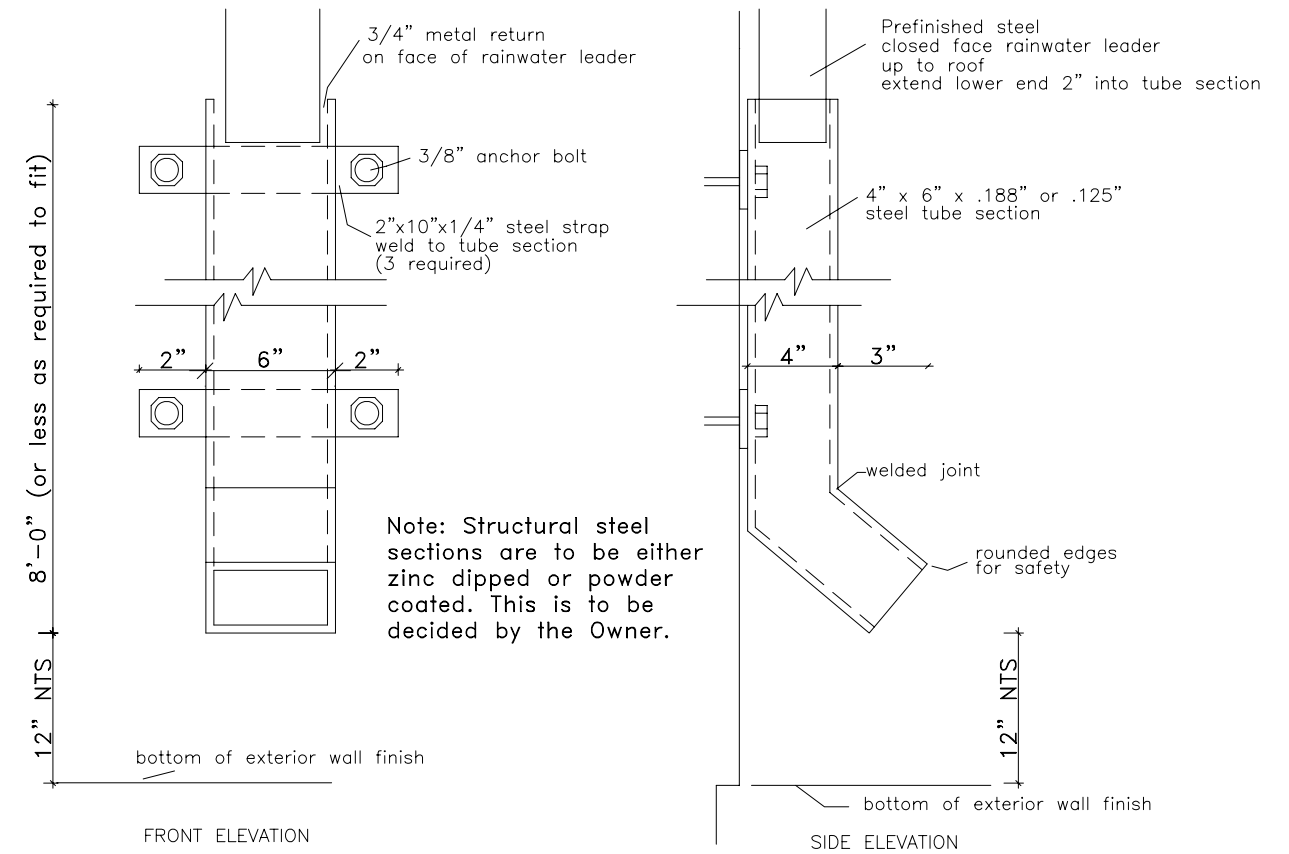 3/4" metal return
on face of rainwater leader
3/8" anchor bolt
2"x10"x1/4" steel strap
weld to tube section
(3 required)
8'-0" (or less as required to fit)
2"
6"
2"
12" NTS
bottom of exterior wall finish
FRONT ELEVATION
Note: Structural steel
sections are to be either
zinc dipped or powder
coated. This is to be
decided by the Owner.
Prefinished steel
closed face rainwater leader
up to roof
extend lower end 2" into tube section
4" x 6" x .188" or .125"
steel tube section
4"
3"
welded joint
rounded edges
for safety
12" NTS
bottom of exterior wall finish
SIDE ELEVATION